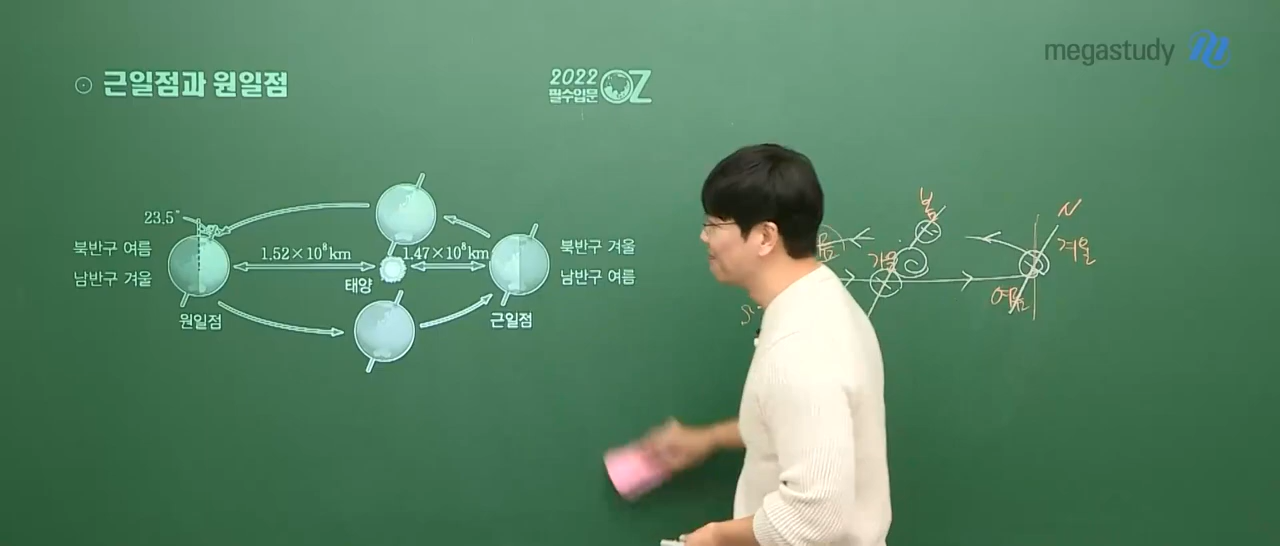 megastudy
근일점과 원일점
2022
필수입문 OZ
23.5°
북반구 여름
남반구 겨울
1.52×10⁸km
1.47×10⁸km
태양
북반구 겨울
남반구 여름
원일점
근일점
봄
N
가을
겨울
여름